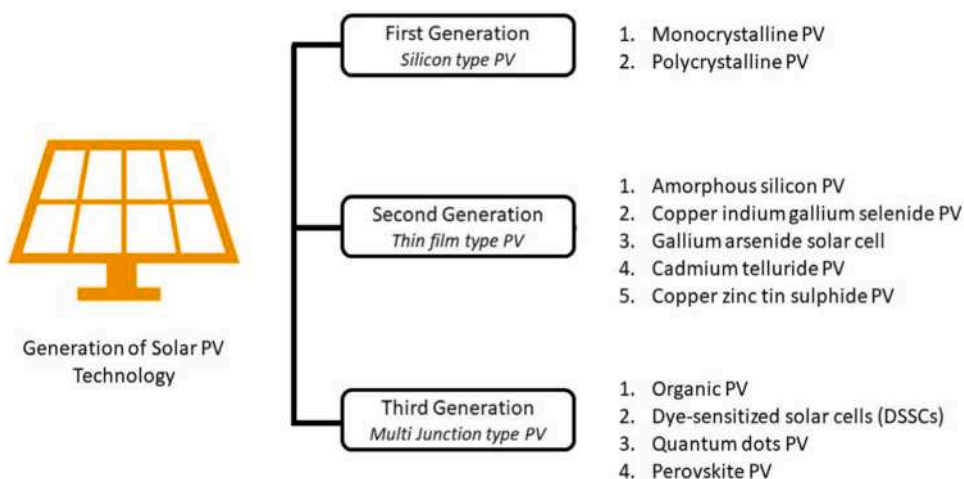 First Generation
Silicon type PV
1. Monocrystalline PV
2. Polycrystalline PV
Second Generation
Thin film type PV
1. Amorphous silicon PV
2. Copper indium gallium selenide PV
3. Gallium arsenide solar cell
4. Cadmium telluride PV
5. Copper zinc tin sulphide PV
Generation of Solar PV
Technology
Third Generation
Multi Junction type PV
1. Organic PV
2. Dye-sensitized solar cells (DSSCs)
3. Quantum dots PV
4. Perovskite PV